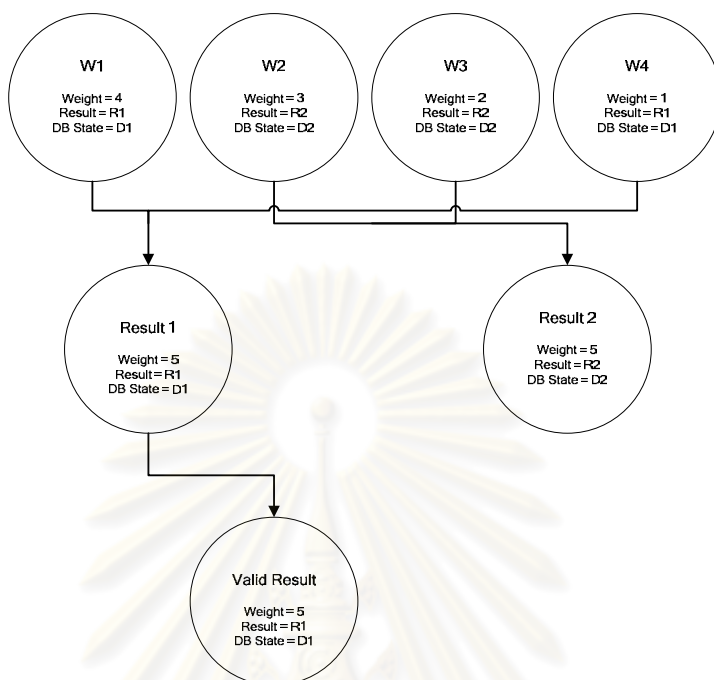 W1
Weight = 4
Result = R1
DB State = D1
W2
Weight = 3
Result = R2
DB State = D2
W3
Weight = 2
Result = R2
DB State = D2
W4
Weight = 1
Result = R1
DB State = D1
Result 1
Weight = 5
Result = R1
DB State = D1
Result 2
Weight = 5
Result = R2
DB State = D2
Valid Result
Weight = 5
Result = R1
DB State = D1